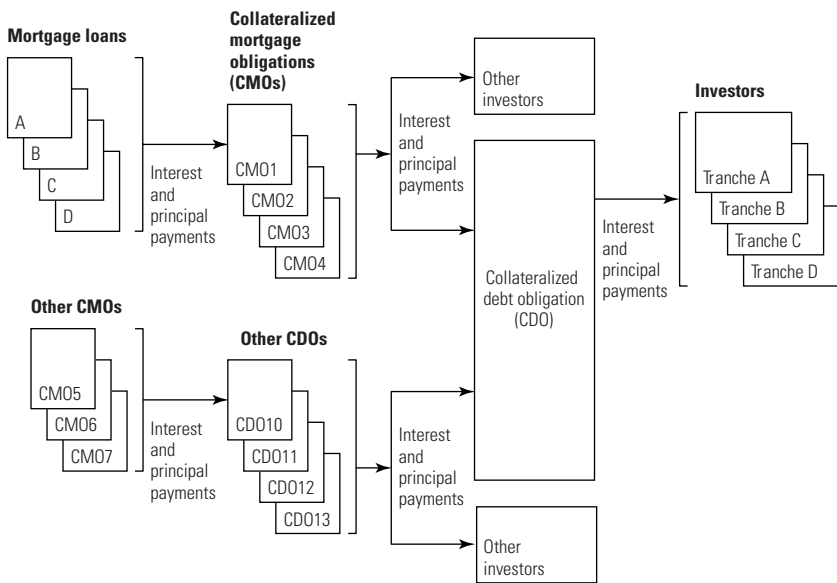 Mortgage loans
A
B
C
D
Interest
and
principal
payments
Collateralized
mortgage
obligations
(CMOs)
CMO1
CMO2
CMO3
CMO4
Interest
and
principal
payments
Other
investors
Collateralized
debt obligation
(CDO)
Interest
and
principal
payments
Investors
Tranche A
Tranche B
Tranche C
Tranche D
Other CMOs
CMO5
CMO6
CMO7
Interest
and
principal
payments
Other CDOs
CDO10
CDO11
CDO12
CDO13
Interest
and
principal
payments
Other
investors